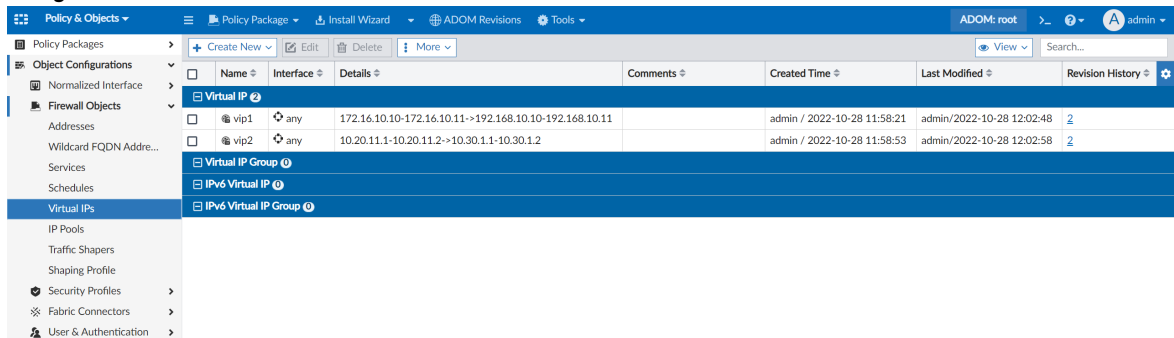 Policy & Objects
Policy Package
Install Wizard
ADOM Revisions
Tools
ADOM: root
>_
?
A admin
Policy Packages
Object Configurations
Normalized Interface
Firewall Objects
Addresses
Wildcard FQDN Addre...
Services
Schedules
Virtual IPs
IP Pools
Traffic Shapers
Shaping Profile
Security Profiles
Fabric Connectors
User & Authentication
+ Create New Edit Delete More View Search...
Name Interface Details Comments Created Time Last Modified Revision History
Virtual IP 2
vip1 any 172.16.10.10-172.16.10.11->192.168.10.10-192.168.10.11 admin / 2022-10-28 11:58:21 admin/2022-10-28 12:02:48 2
vip2 any 10.20.11.1-10.20.11.2->10.30.1.1-10.30.1.2 admin / 2022-10-28 11:58:53 admin/2022-10-28 12:02:58 2
Virtual IP Group 0
IPv6 Virtual IP 0
IPv6 Virtual IP Group 0